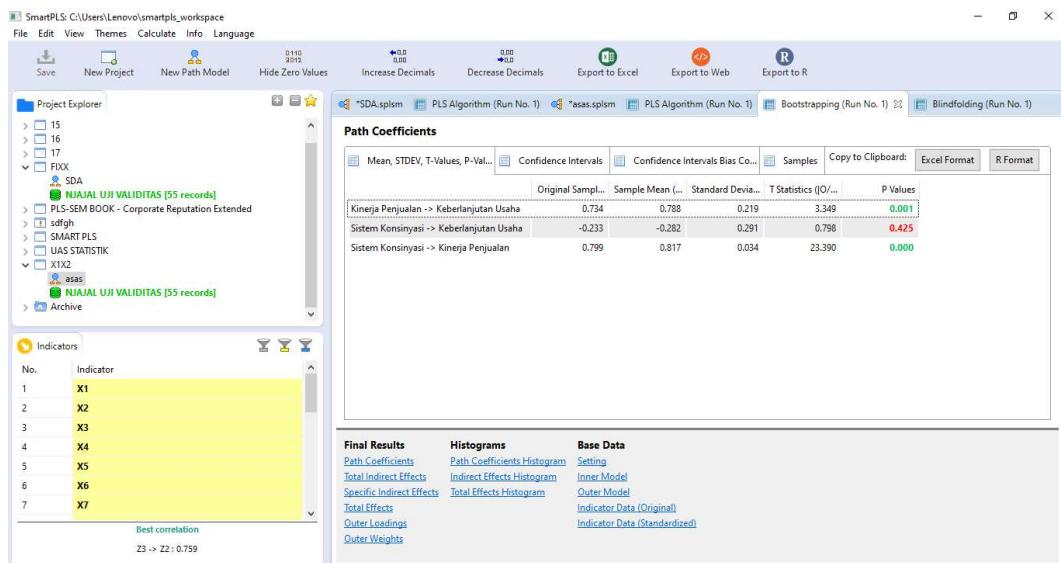 SmartPLS: C:\Users\Lenovo\smartpls_workspace
File Edit View Themes Calculate Info Language
Save New Project New Path Model Hide Zero Values Increase Decimals Decrease Decimals Export to Excel Export to Web Export to R
Project Explorer
15
16
17
FIXX
SDA
NJAJAL UJI VALIDITAS [55 records]
PLS-SEM BOOK - Corporate Reputation Extended
sdfgh
SMART PLS
UAS STATISTIK
X1X2
asas
NJAJAL UJI VALIDITAS [55 records]
Archive
Indicators
No. Indicator
1 X1
2 X2
3 X3
4 X4
5 X5
6 X6
7 X7
Best correlation
Z3 -> Z2 : 0.759
*SDA.splsm PLS Algorithm (Run No. 1) *asas.splsm PLS Algorithm (Run No. 1) Bootstrapping (Run No. 1) Blindfolding (Run No. 1)
Path Coefficients
Mean, STDEV, T-Values, P-Val... Confidence Intervals Confidence Intervals Bias Co... Samples Copy to Clipboard: Excel Format R Format
Original Sampl... Sample Mean (... Standard Devia... T Statistics (|O/... P Values
Kinerja Penjualan -> Keberlanjutan Usaha 0.734 0.788 0.219 3.349 0.001
Sistem Konsinyasi -> Keberlanjutan Usaha -0.233 -0.282 0.291 0.798 0.425
Sistem Konsinyasi -> Kinerja Penjualan 0.799 0.817 0.034 23.390 0.000
Final Results Histograms Base Data
Path Coefficients Path Coefficients Histogram Setting
Total Indirect Effects Indirect Effects Histogram Inner Model
Specific Indirect Effects Total Effects Histogram Outer Model
Total Effects Indicator Data (Original)
Outer Loadings Indicator Data (Standardized)
Outer Weights